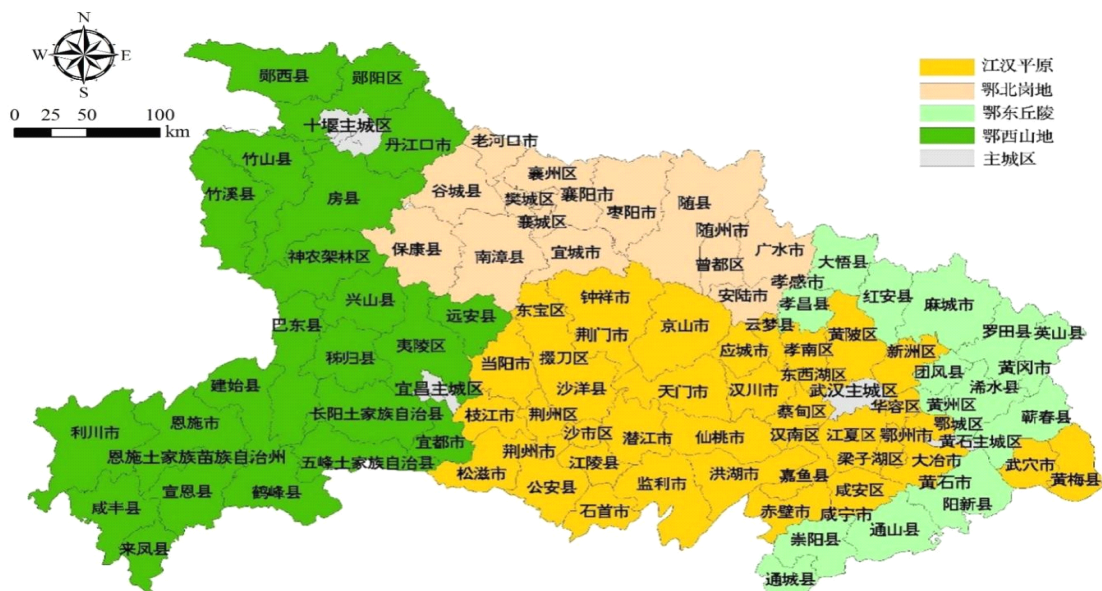 N
W
E
S
0 25 50 100
km
江汉平原
鄂北岗地
鄂东丘陵
鄂西山地
主城区
郧西县
郧阳区
十堰主城区
丹江口市
老河口市
竹山县
竹溪县
房县
谷城县
襄州区
樊城区
襄阳市
襄城区
枣阳市
随县
随州市
广水市
神农架林区
保康县
南漳县
宜城市
曾都区
大悟县
孝感市
安陆市
孝昌县
红安县
麻城市
兴山县
远安县
东宝区
钟祥市
荆门市
京山市
云梦县
黄陂区
罗田县
英山县
巴东县
秭归县
夷陵区
当阳市
掇刀区
应城市
孝南区
新洲区
团风县
黄冈市
建始县
宜昌主城区
沙洋县
天门市
汉川市
东西湖区
武汉主城区
浠水县
利川市
恩施市
长阳土家族自治县
枝江市
荆州区
蔡甸区
华容区
黄州区
蕲春县
恩施土家族苗族自治州
五峰土家族自治县
宜都市
荆州市
沙市区
潜江市
仙桃市
汉南区
江夏区
鄂州市
鄂城区
黄石主城区
松滋市
江陵县
梁子湖区
大冶市
武穴市
黄梅县
咸丰县
宣恩县
鹤峰县
公安县
监利市
洪湖市
嘉鱼县
咸安区
黄石市
阳新县
来凤县
石首市
赤壁市
咸宁市
崇阳县
通山县
通城县